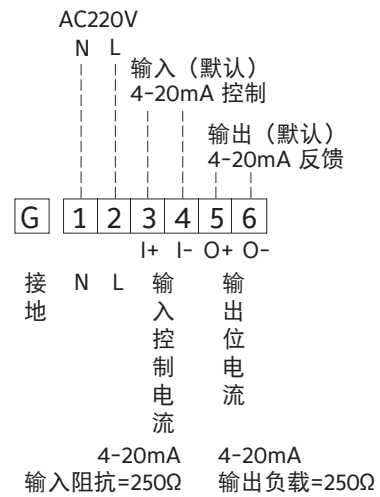 AC220V
N L
输入（默认）
4-20mA 控制
输出（默认）
4-20mA 反馈
G 1 2 3 4 5 6
I+ I- O+ O-
接地 N L 输入控制电流 输出位电流
4-20mA 4-20mA
输入阻抗=250Ω 输出负载=250Ω